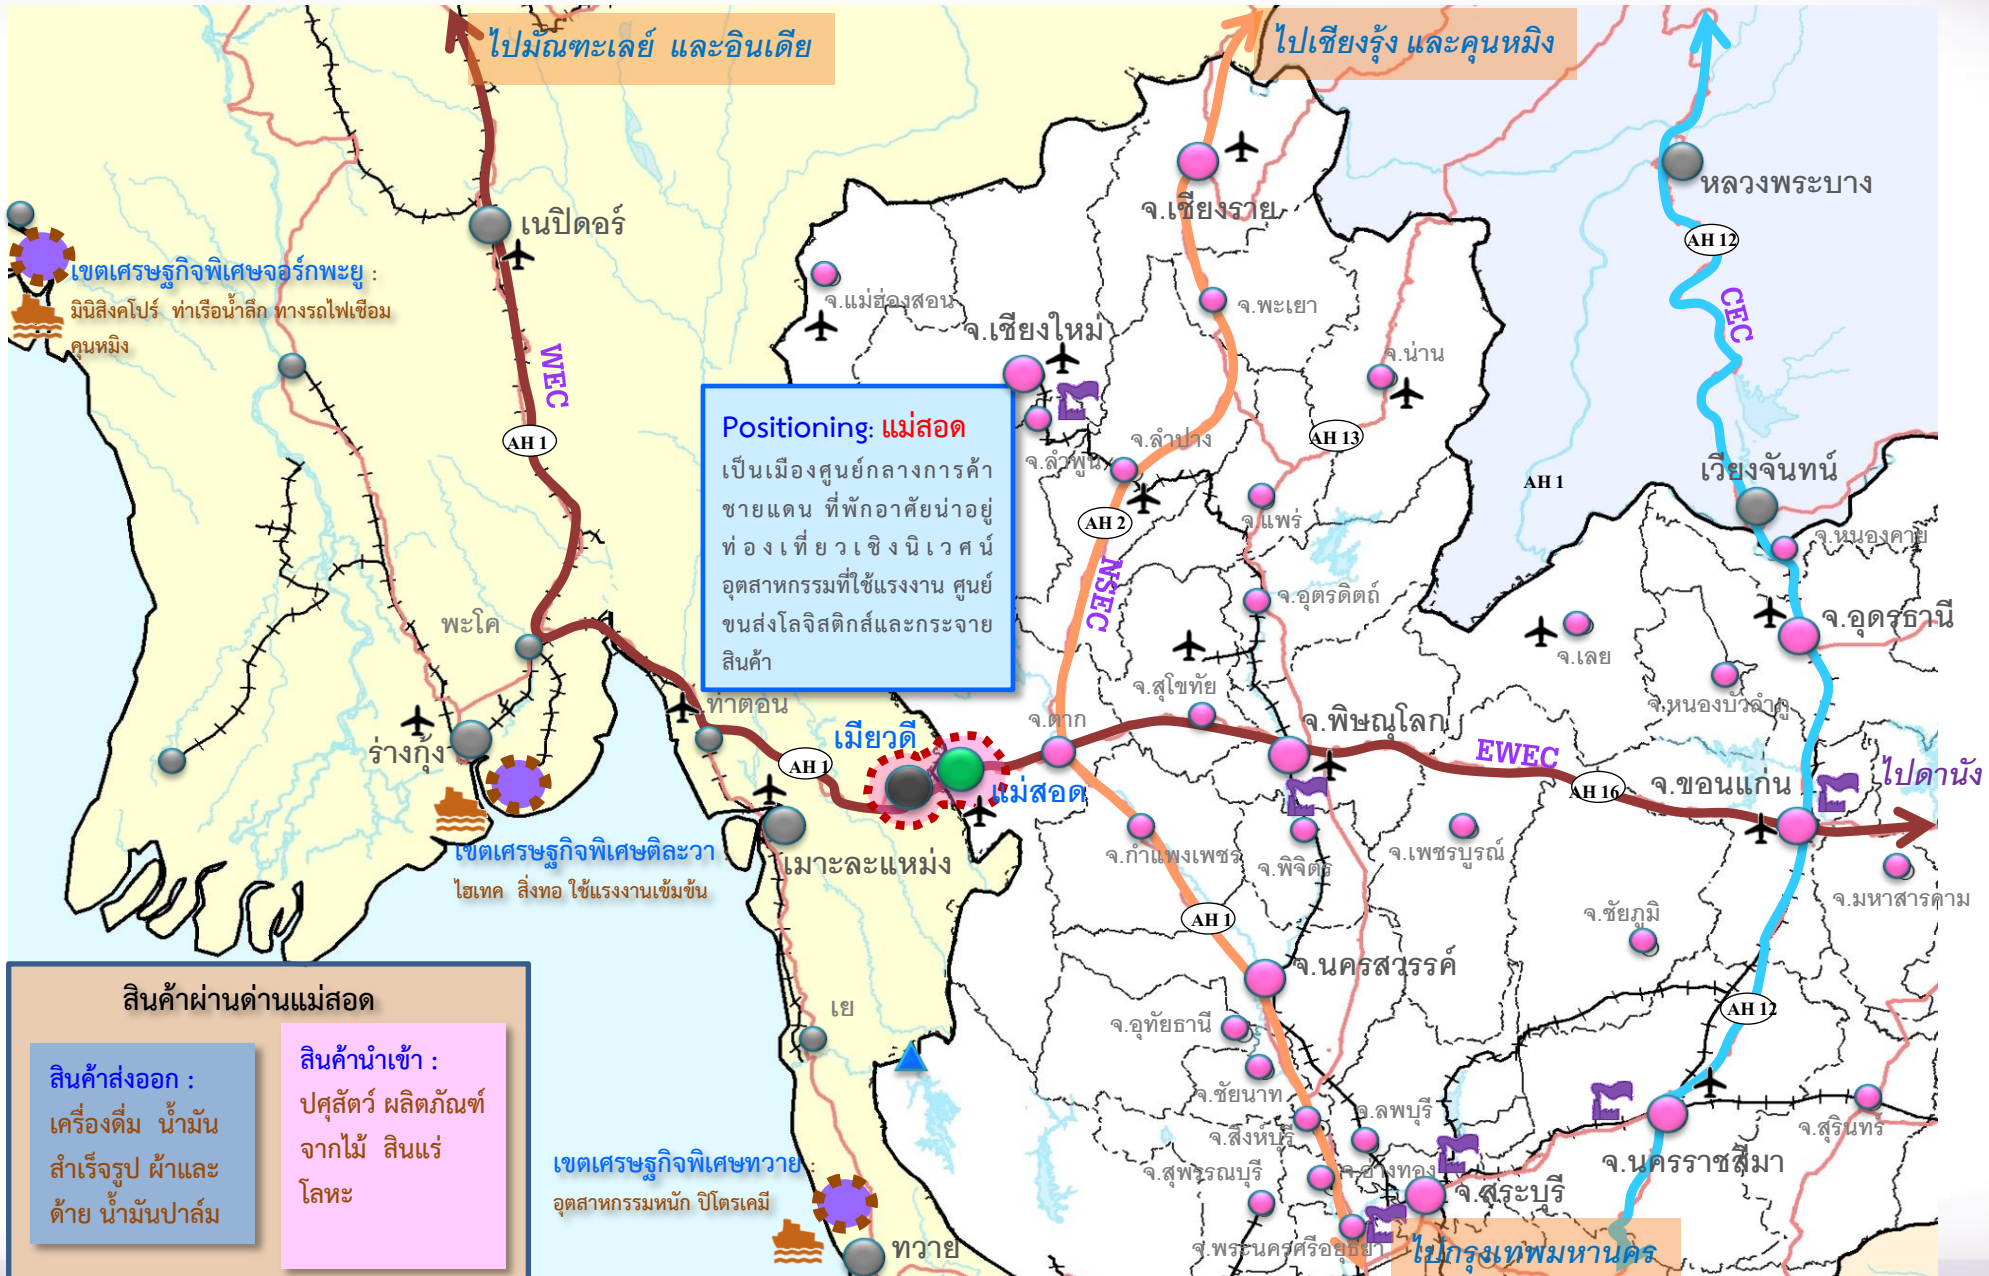 ไปมัณฑะเลย์ และอินเดีย
ไปเชียงรุ้ง และคุนหมิง
หลวงพระบาง
เนปิดอร์
จ.เชียงราย
AH 12
เขตเศรษฐกิจพิเศษจอร์กพะยู :
มินิสิงคโปร์ ท่าเรือน้ำลึก ทางรถไฟเชื่อม
คุนหมิง
จ.แม่ฮ่องสอน
จ.พะเยา
จ.เชียงใหม่
CEC
จ.น่าน
WEC
AH 1
Positioning: แม่สอด
เป็นเมืองศูนย์กลางการค้า
ชายแดน ที่พักอาศัยน่าอยู่
ท่องเที่ยวเชิงนิเวศน์
อุตสาหกรรมที่ใช้แรงงาน ศูนย์
ขนส่งโลจิสติกส์และกระจาย
สินค้า
จ.ลำปาง
จ.ลำพูน
AH 13
AH 1
เวียงจันทน์
AH 2
จ.แพร่
จ.หนองคาย
NSEC
จ.อุตรดิตถ์
พะโค
จ.อุดรธานี
จ.เลย
จ.สุโขทัย
จ.หนองบัวลำภู
ท่าตอน
จ.ตาก
จ.พิษณุโลก
เมียวดี
ร่างกุ้ง
AH 1
EWEC
AH 16
จ.ขอนแก่น
ไปดานัง
แม่สอด
เขตเศรษฐกิจพิเศษติละวา :
ไฮเทค สิ่งทอ ใช้แรงงานเข้มข้น
เมาะละแหม่ง
จ.กำแพงเพชร
จ.พิจิตร
จ.เพชรบูรณ์
จ.มหาสารคาม
จ.ชัยภูมิ
AH 1
จ.นครสวรรค์
สินค้าผ่านด่านแม่สอด
สินค้าส่งออก :
เครื่องดื่ม น้ำมัน
สำเร็จรูป ผ้าและ
ด้าย น้ำมันปาล์ม
สินค้านำเข้า :
ปศุสัตว์ ผลิตภัณฑ์
จากไม้ สินแร่
โลหะ
เย
จ.อุทัยธานี
AH 12
จ.ชัยนาท
จ.ลพบุรี
จ.สิงห์บุรี
จ.สุรินทร์
เขตเศรษฐกิจพิเศษทวาย :
อุตสาหกรรมหนัก ปิโตรเคมี
จ.สุพรรณบุรี
จ.อ่างทอง
จ.สระบุรี
จ.นครราชสีมา
ทวาย
จ.พระนครศรีอยุธยา
ไปกรุงเทพมหานคร